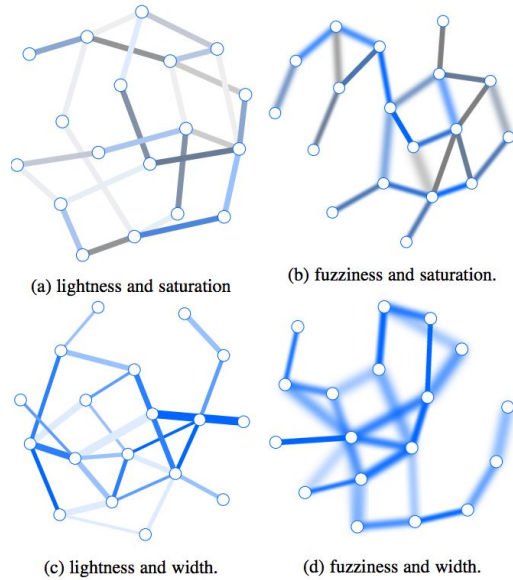 (a) lightness and saturation
(b) fuzziness and saturation.
(c) lightness and width.
(d) fuzziness and width.